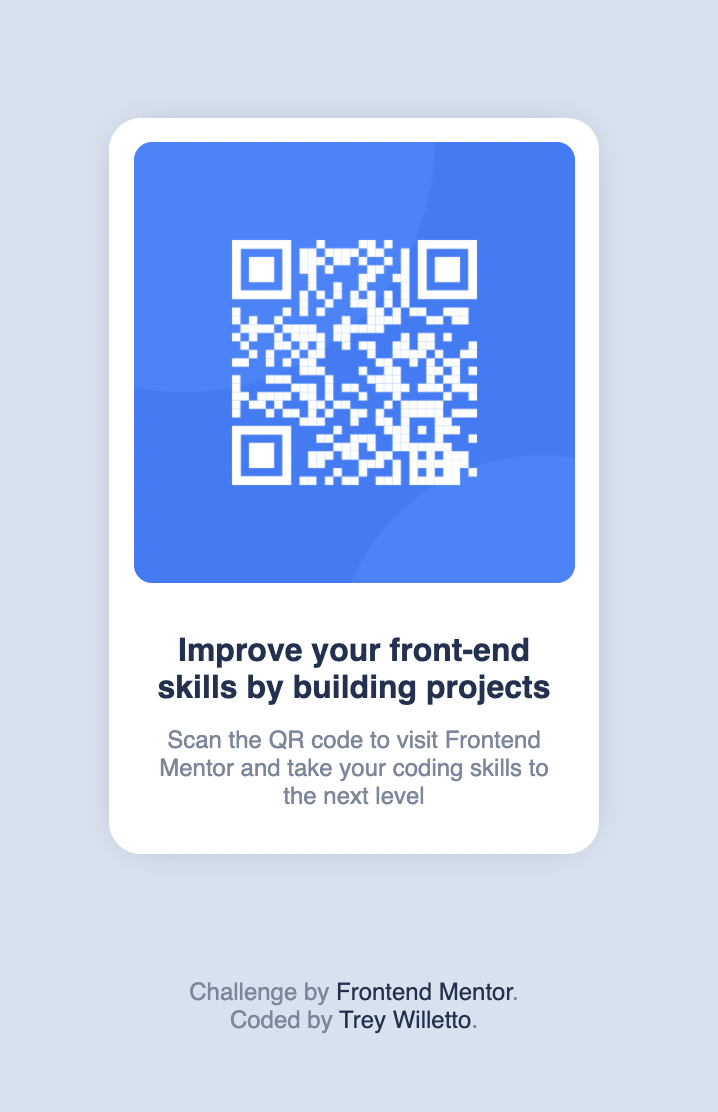 Improve your front-end
skills by building projects
Scan the QR code to visit Frontend
Mentor and take your coding skills to
the next level
Challenge by Frontend Mentor.
Coded by Trey Willetto.